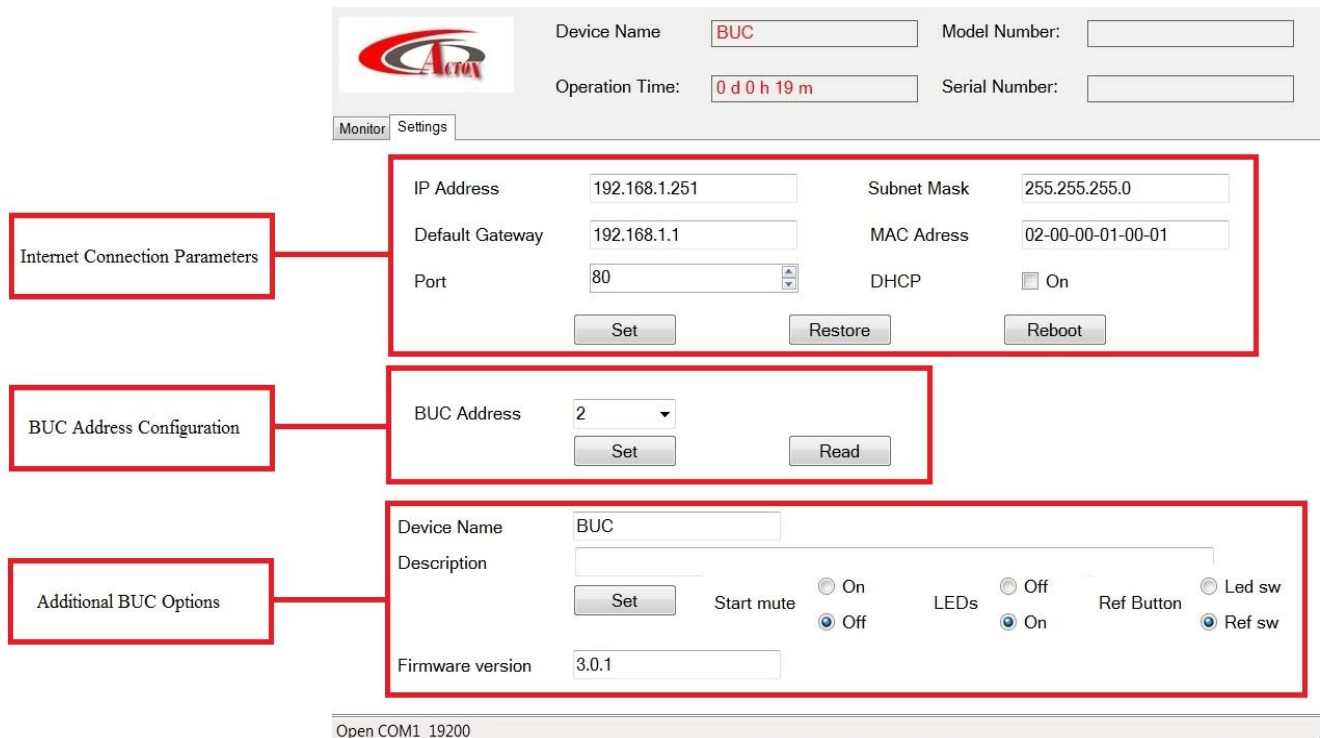 Device Name BUC Model Number:
ACTOX
Operation Time: 0 d 0 h 19 m Serial Number:
Monitor Settings
IP Address 192.168.1.251 Subnet Mask 255.255.255.0
Internet Connection Parameters
Default Gateway 192.168.1.1 MAC Adress 02-00-00-01-00-01
Port 80 DHCP On
Set Restore Reboot
BUC Address Configuration
BUC Address 2
Set Read
Additional BUC Options
Device Name BUC
Description
Set Start mute On Off LEDs Off On Ref Button Led sw Ref sw
Firmware version 3.0.1
Open COM1 19200